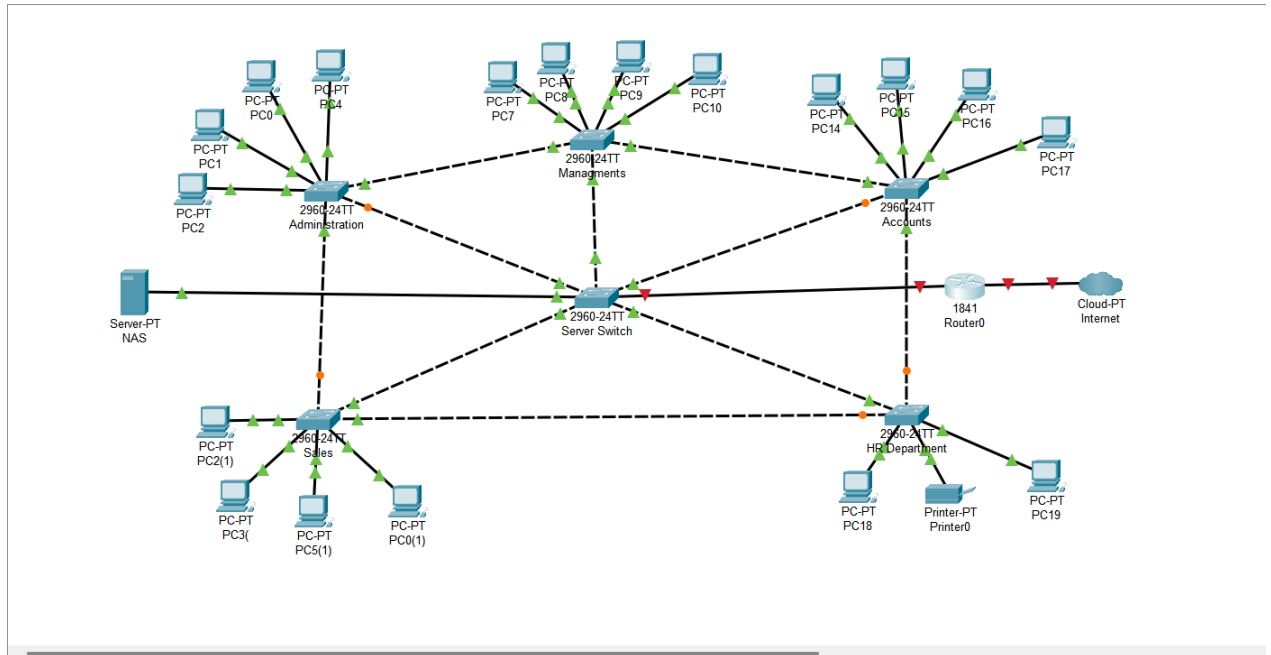 PC-PT
PC4
PC-PT
PC0
PC-PT
PC1
PC-PT
PC2
2960-24TT
Administration
PC-PT
PC7
PC-PT
PC8
PC-PT
PC9
PC-PT
PC10
2960-24TT
Managments
PC-PT
PC14
PC-PT
PC15
PC-PT
PC16
PC-PT
PC17
2960-24TT
Accounts
Server-PT
NAS
2960-24TT
Server Switch
1841
Router0
Cloud-PT
Internet
PC-PT
PC2(1)
2960-24TT
Sales
PC-PT
PC3(
PC-PT
PC5(1)
PC-PT
PC0(1)
2960-24TT
HR Department
PC-PT
PC18
Printer-PT
Printer0
PC-PT
PC19